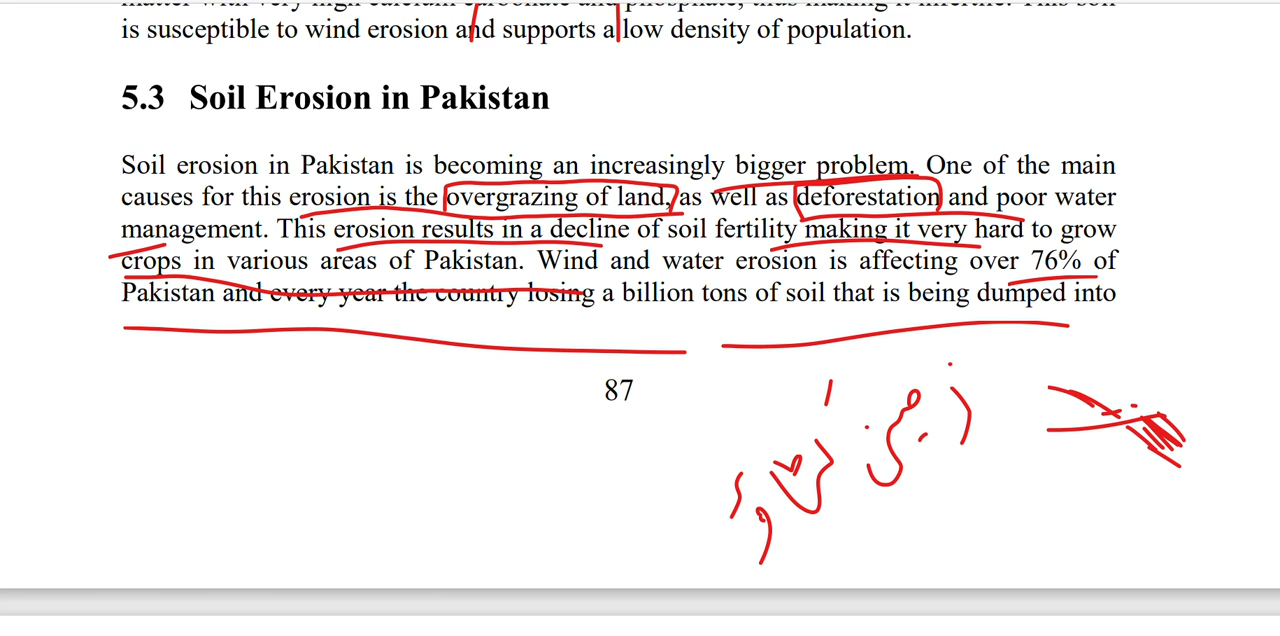 is susceptible to wind erosion and supports a low density of population.
5.3 Soil Erosion in Pakistan
Soil erosion in Pakistan is becoming an increasingly bigger problem. One of the main
causes for this erosion is the overgrazing of land, as well as deforestation and poor water
management. This erosion results in a decline of soil fertility making it very hard to grow
crops in various areas of Pakistan. Wind and water erosion is affecting over 76% of
Pakistan and every year the country losing a billion tons of soil that is being dumped into
87